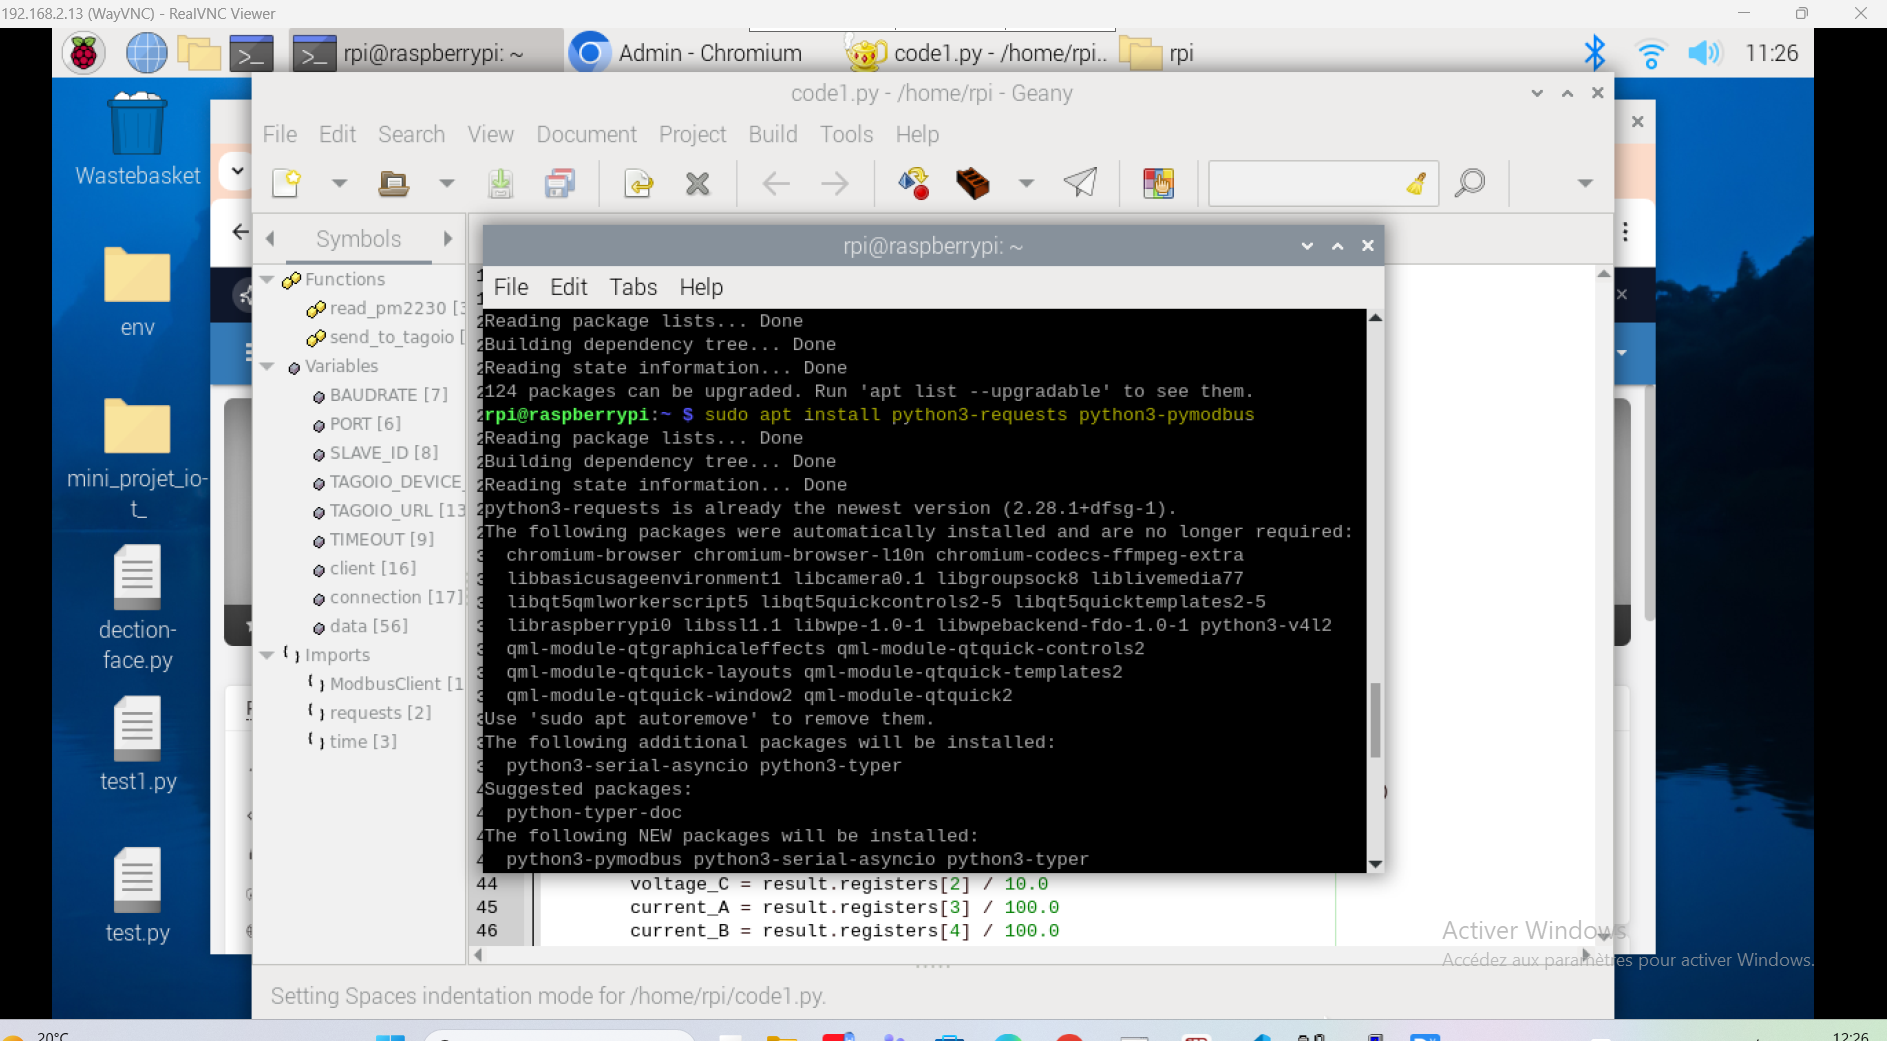 192.168.2.13 (WayVNC) - RealVNC Viewer
rpi@raspberrypi: ~
Admin - Chromium
code1.py - /home/rpi..
rpi
11:26
code1.py - /home/rpi - Geany
File Edit Search View Document Project Build Tools Help
Wastebasket
env
mini_projet_io-
t_
dection-
face.py
test1.py
test.py
Symbols
Functions
read_pm2230 [3
send_to_tagoio [
Variables
BAUDRATE [7]
PORT [6]
SLAVE_ID [8]
TAGOIO_DEVICE_
TAGOIO_URL [13
TIMEOUT [9]
client [16]
connection [17]
data [56]
Imports
ModbusClient [1
requests [2]
time [3]
rpi@raspberrypi: ~
File Edit Tabs Help
Reading package lists... Done
Building dependency tree... Done
Reading state information... Done
124 packages can be upgraded. Run 'apt list --upgradable' to see them.
rpi@raspberrypi:~ $ sudo apt install python3-requests python3-pymodbus
Reading package lists... Done
Building dependency tree... Done
Reading state information... Done
python3-requests is already the newest version (2.28.1+dfsg-1).
The following packages were automatically installed and are no longer required:
chromium-browser chromium-browser-l10n chromium-codecs-ffmpeg-extra
libbasicusageenvironment1 libcamera0.1 libgroupsock8 liblivemedia77
libqt5qmlworkerscript5 libqt5quickcontrols2-5 libqt5quicktemplates2-5
libraspberrypi0 libssl1.1 libwpe-1.0-1 libwpebackend-fdo-1.0-1 python3-v4l2
qml-module-qtgraphicaleffects qml-module-qtquick-controls2
qml-module-qtquick-layouts qml-module-qtquick-templates2
qml-module-qtquick-window2 qml-module-qtquick2
Use 'sudo apt autoremove' to remove them.
The following additional packages will be installed:
python3-serial-asyncio python3-typer
Suggested packages:
python-typer-doc
The following NEW packages will be installed:
python3-pymodbus python3-serial-asyncio python3-typer
44 voltage_C = result.registers[2] / 10.0
45 current_A = result.registers[3] / 100.0
46 current_B = result.registers[4] / 100.0
Activer Windows
Accédez aux paramètres pour activer Windows.
Setting Spaces indentation mode for /home/rpi/code1.py.
20°C
12:26